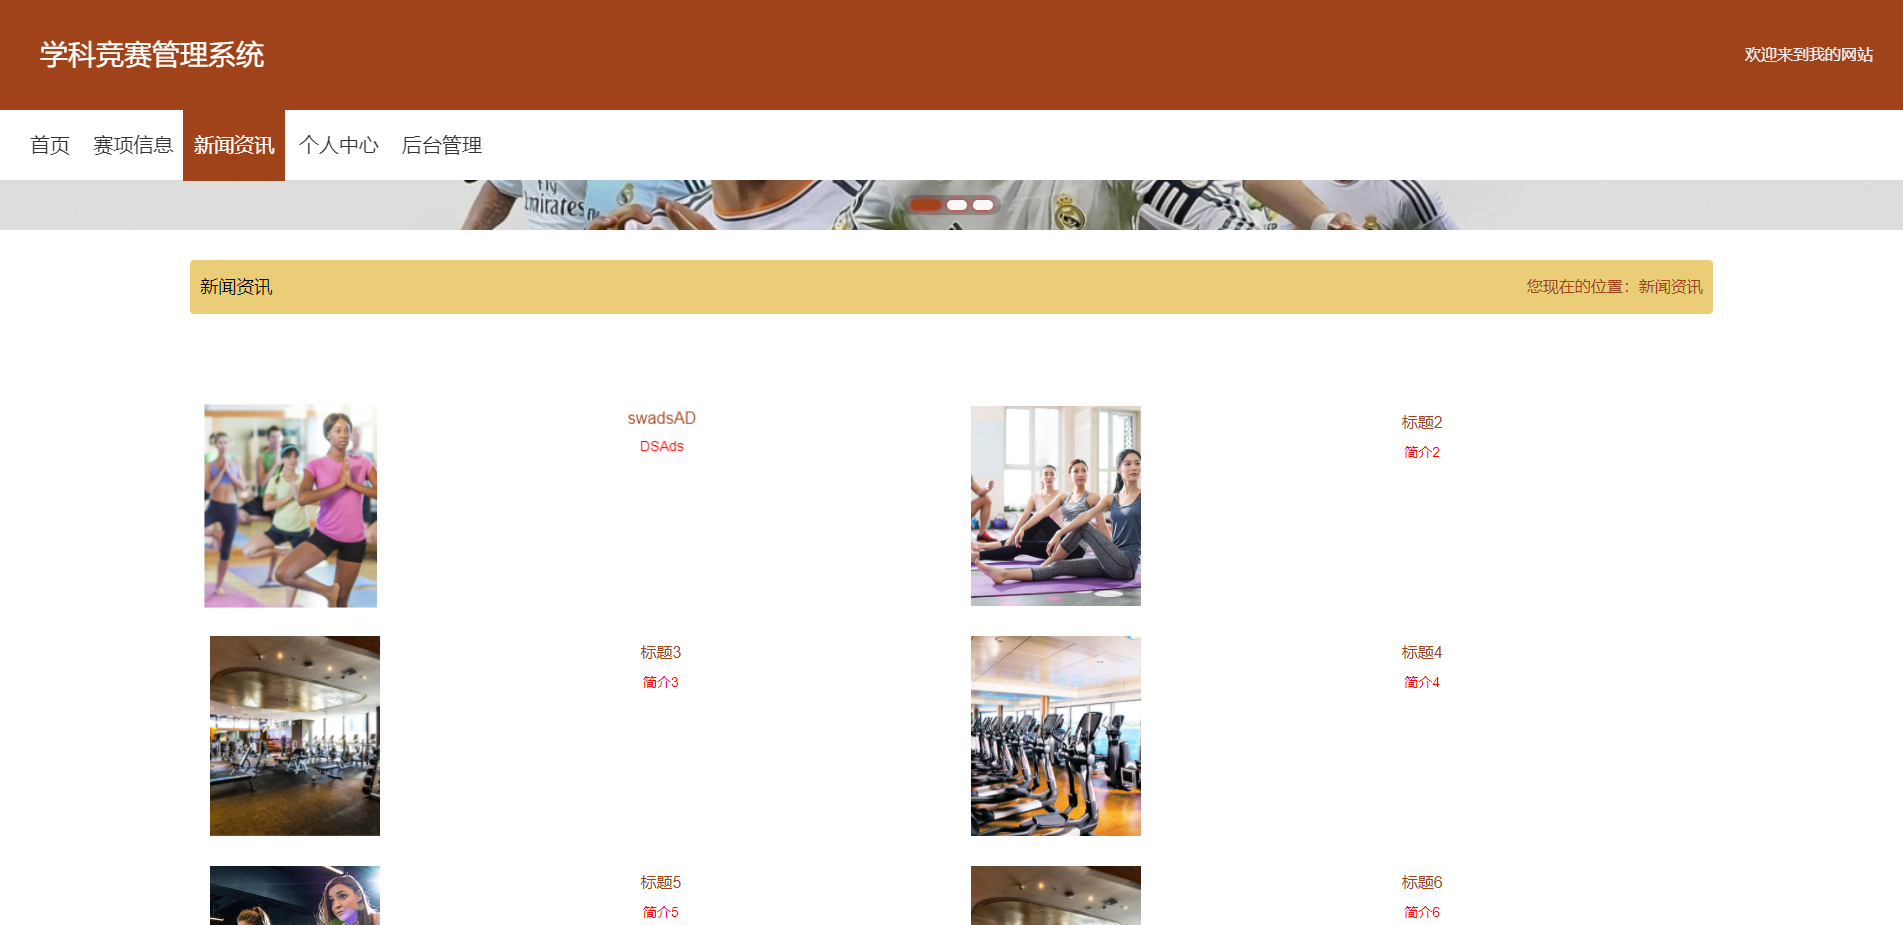 学科竞赛管理系统
欢迎来到我的网站
首页 赛项信息 新闻资讯 个人中心 后台管理
Fly
Emirates
新闻资讯
您现在的位置：新闻资讯
swadsAD
DSAds
标题2
简介2
标题3
简介3
标题4
简介4
标题5
简介5
标题6
简介6